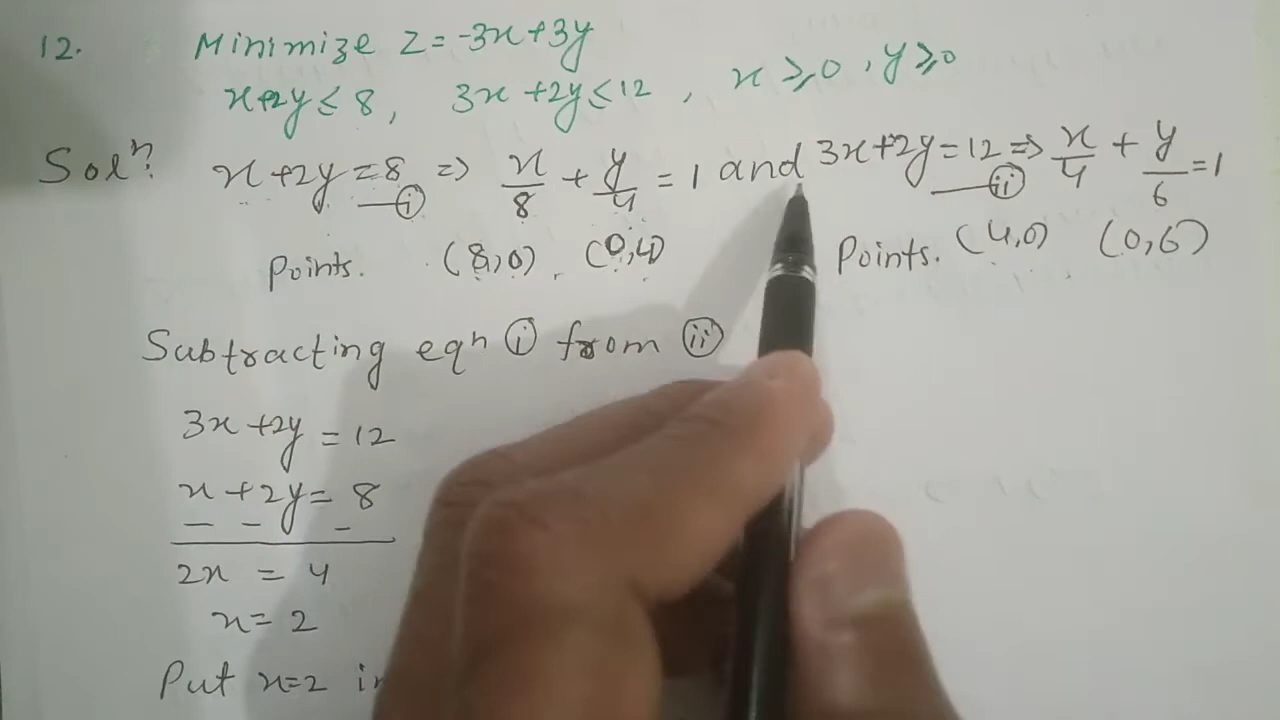 12. Minimize Z = -3x+3y
x+2y ≤ 8, 3x+2y ≤ 12, x ≥ 0, y ≥ 0
Solⁿ: x+2y=8 —(i) => x/8 + y/4 = 1 and 3x+2y=12 —(ii) => x/4 + y/6 = 1
Points. (8,0), (0,4) Points. (4,0) (0,6)
Subtracting eqⁿ (i) from (ii)
3x+2y = 12
x+2y = 8
— — -
2x = 4
x = 2
Put x=2